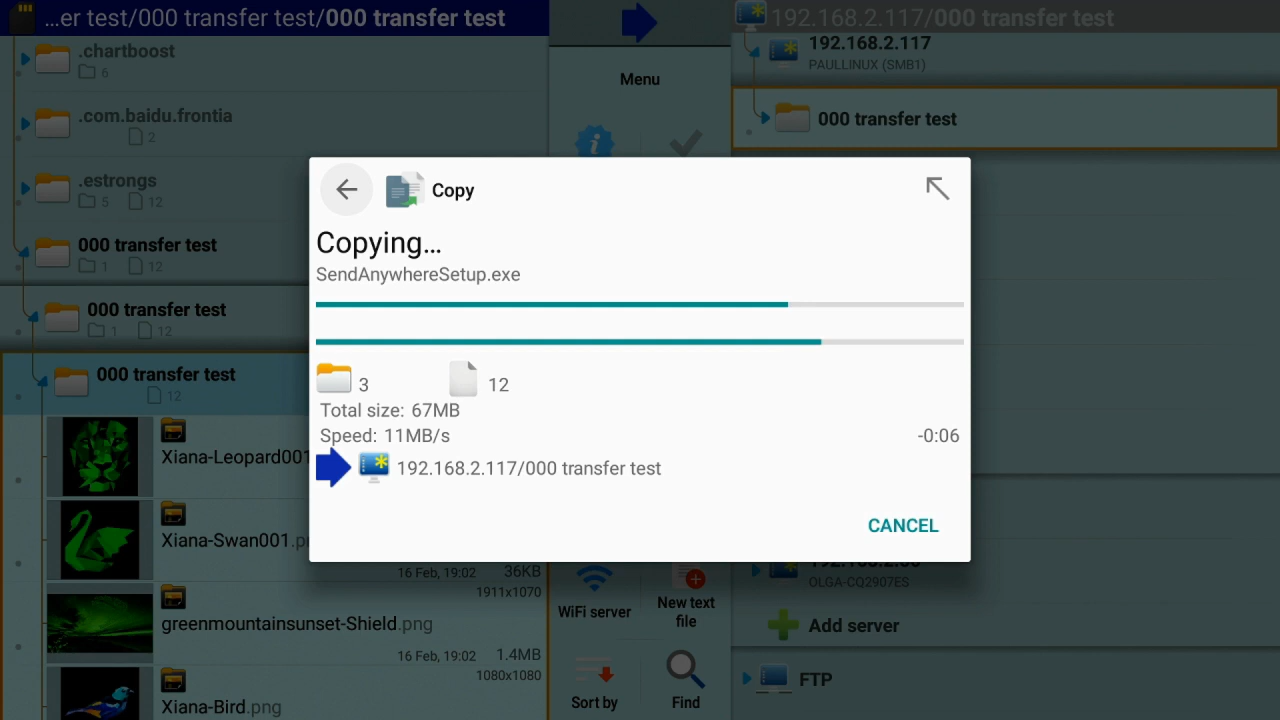 ...er test/000 transfer test/000 transfer test
.chartboost
6
.com.baidu.frontia
2
.estrongs
5 12
000 transfer test
1 12
000 transfer test
1 12
000 transfer test
12
Xiana-Leopard001
Xiana-Swan001.p
16 Feb, 19:02 36KB
1911x1070
greenmountainsunset-Shield.png
16 Feb, 19:02 1.4MB
1080x1080
Xiana-Bird.png
Menu
Copy
Copying...
SendAnywhereSetup.exe
3 12
Total size: 67MB
Speed: 11MB/s -0:06
192.168.2.117/000 transfer test
CANCEL
WiFi server
New text
file
Sort by
Find
192.168.2.117/000 transfer test
192.168.2.117
PAULLINUX (SMB1)
000 transfer test
OLGA-CQ2907ES
Add server
FTP